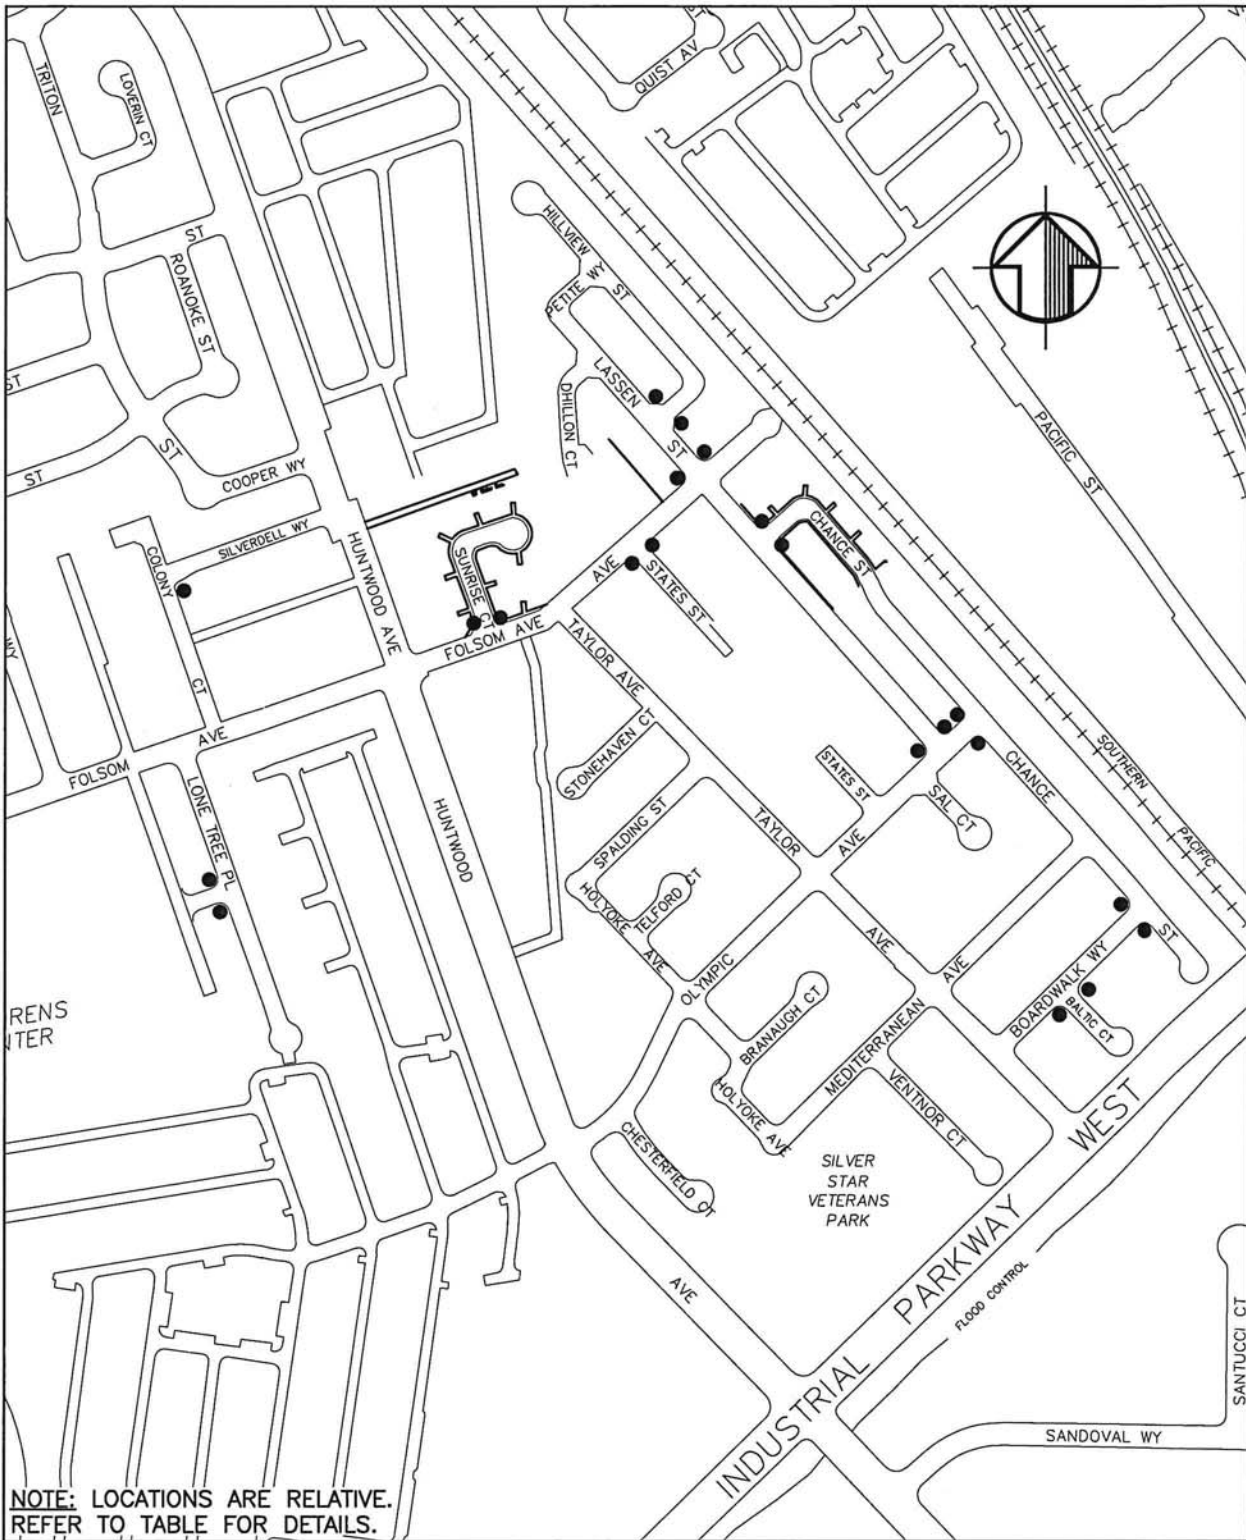 TRITON
LOVERIN CT
QUIST AV
ST
ST
ROANOKE ST
HILLVIEW ST
PETITE WY
LASSEN ST
DHILLON CT
PACIFIC ST
ST
ST
ST
COOPER WY
SILVERDELL WY
COLONY CT
HUNTWOOD AVE
SUNRISE CT
FOLSOM AVE
AVE
CHANCE ST
STATES ST
TAYLOR AVE
WY
FOLSOM AVE
LONE TREE PL
HUNTWOOD
STONEHAVEN CT
SPALDING ST
TAYLOR
AVE
STATES ST
AVE
SAL CT
CHANCE
ST
SOUTHERN
PACIFIC
HOLYOKE
AVE
TELFORD CT
OLYMPIC
BRANAUGH CT
HOLYOKE AVE
MEDITERRANEAN
AVE
BOARDWALK WY
BALTIC CT
VENTNOR CT
CHESTERFIELD CT
RENS
NTER
SILVER
STAR
VETERANS
PARK
INDUSTRIAL PARKWAY WEST
FLOOD CONTROL
AVE
SANTUCCI CT
SANDOVAL WY
NOTE: LOCATIONS ARE RELATIVE.
REFER TO TABLE FOR DETAILS.